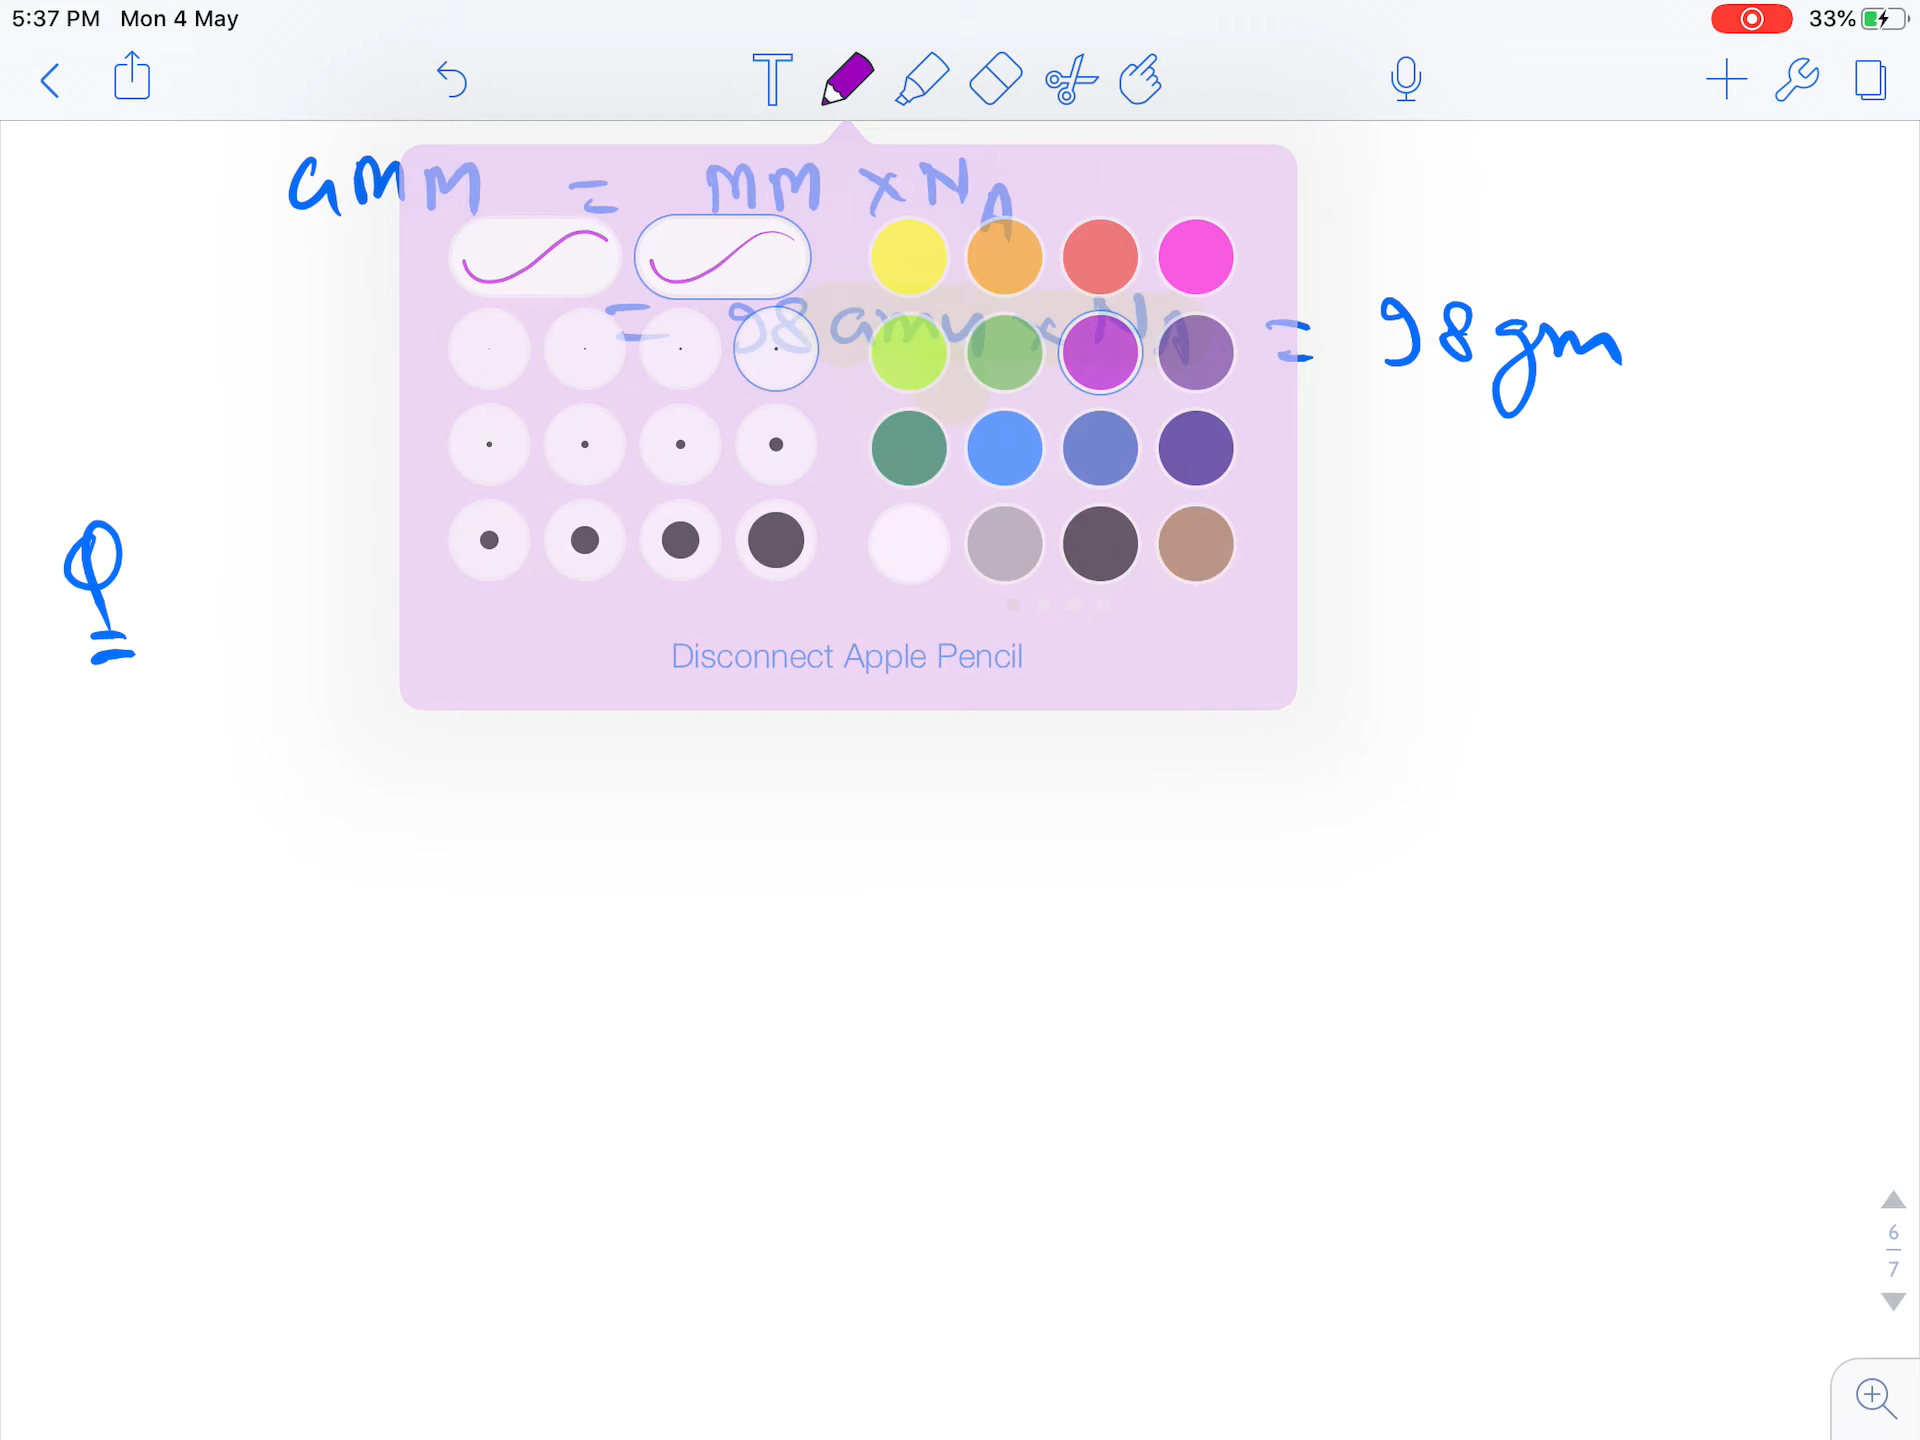 5:37 PM Mon 4 May 33%
T
GMM = MM x NA
= 98 amu x NA = 98 gm
Q
Disconnect Apple Pencil
6
7